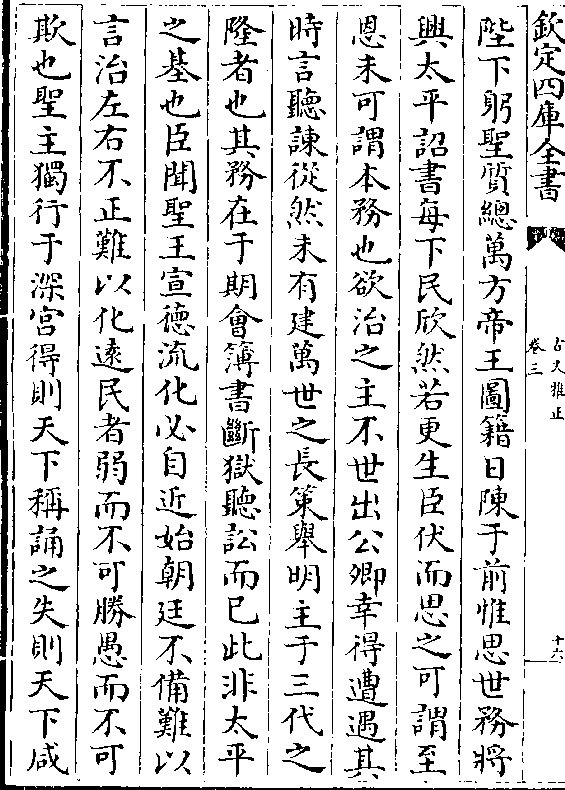 欽定四庫全書
古文雅正
卷三
十六
陛下躬聖質總萬方帝王圖籍日陳于前惟思世務將
興太平詔書每下民欣然若更生臣伏而思之可謂至
恩未可謂本務也欲治之主不世出公卿幸得遭遇其
時言聽諫從然未有建萬世之長策舉明主于三代之
隆者也其務在于期會簿書斷獄聽訟而已此非太平
之基也臣聞聖王宣德流化必自近始朝廷不備難以
言治左右不正難以化遠民者弱而不可勝愚而不可
欺也聖主獨行于深宮得則天下稱誦之失則天下咸